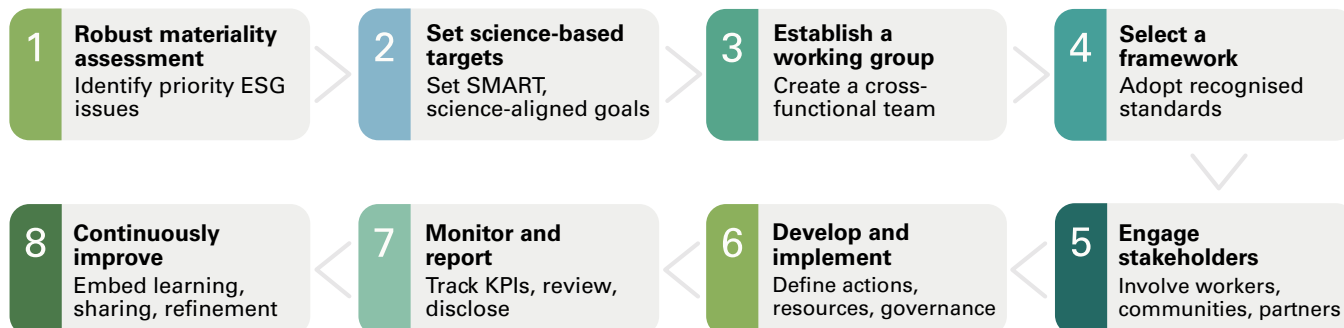 1
Robust materiality
assessment
Identify priority ESG
issues
2
Set science-based
targets
Set SMART,
science-aligned goals
3
Establish a
working group
Create a cross-
functional team
4
Select a
framework
Adopt recognised
standards
5
Engage
stakeholders
Involve workers,
communities, partners
6
Develop and
implement
Define actions,
resources, governance
7
Monitor and
report
Track KPIs, review,
disclose
8
Continuously
improve
Embed learning,
sharing, refinement